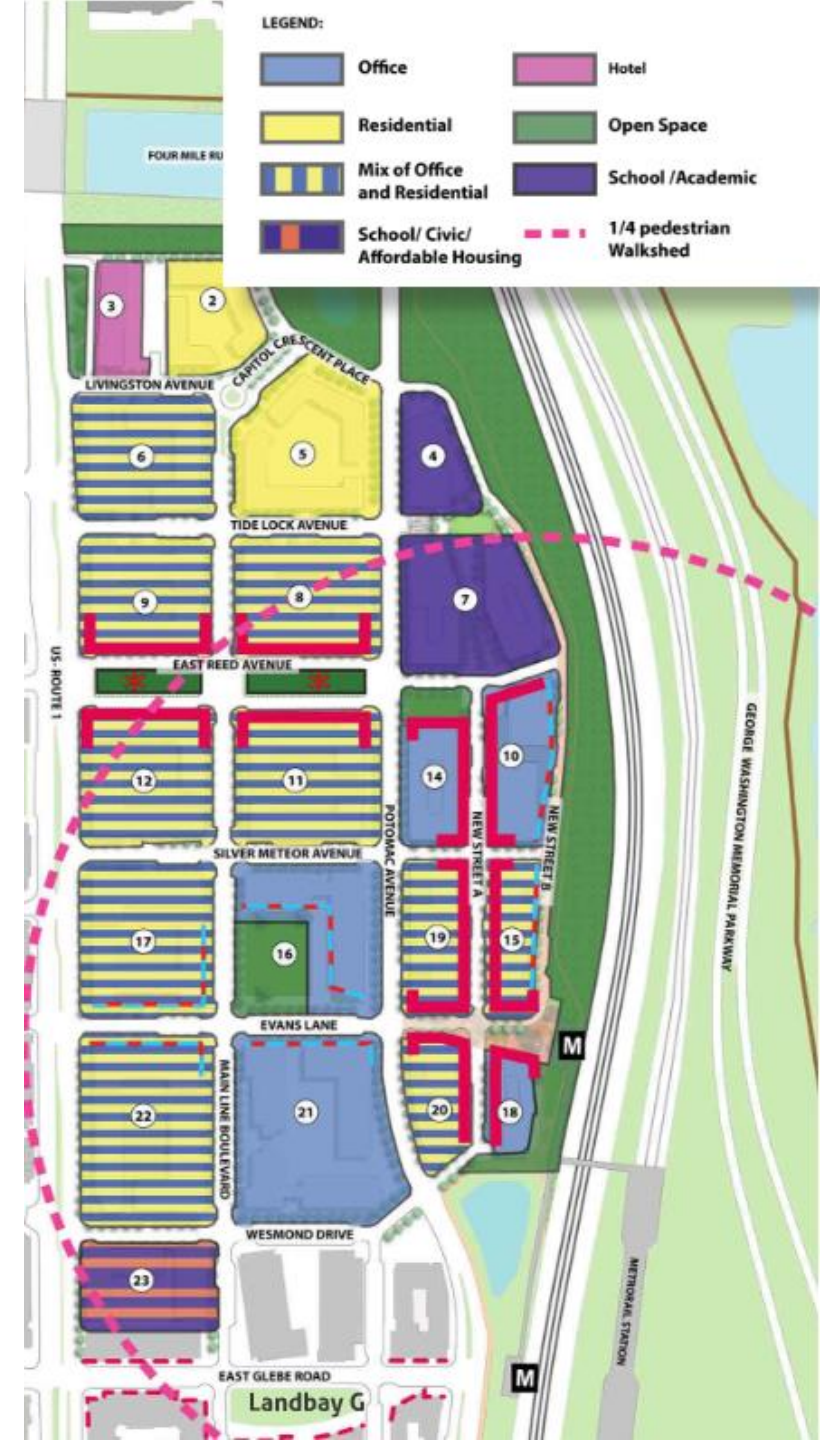 LEGEND:
Office
Hotel
Residential
Open Space
Mix of Office
and Residential
School /Academic
School/ Civic/
Affordable Housing
1/4 pedestrian
Walkshed
FOUR MILE RU
3
2
CAPITOL CRESCENT PLACE
LIVINGSTON AVENUE
6
5
4
TIDE LOCK AVENUE
9
8
7
US - ROUTE 1
EAST REED AVENUE
12
11
14
10
GEORGE WASHINGTON MEMORIAL PARKWAY
POTOMAC AVENUE
NEW STREET A
NEW STREET B
SILVER METEOR AVENUE
17
16
19
15
EVANS LANE
M
22
MAIN LINE BOULEVARD
21
20
18
WESMOND DRIVE
23
METRORAIL STATION
M
EAST GLEBE ROAD
Landbay G